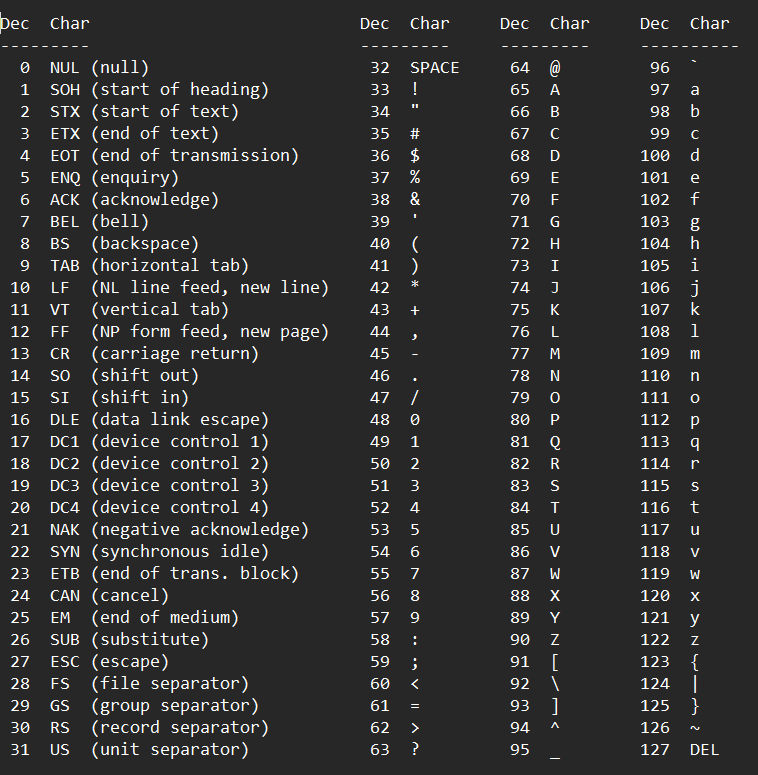 Dec  Char                           Dec  Char     Dec  Char     Dec  Char
---------                           ---------     ---------     ----------
  0  NUL (null)                      32  SPACE     64  @         96  `
  1  SOH (start of heading)          33  !         65  A         97  a
  2  STX (start of text)             34  "         66  B         98  b
  3  ETX (end of text)               35  #         67  C         99  c
  4  EOT (end of transmission)       36  $         68  D        100  d
  5  ENQ (enquiry)                   37  %         69  E        101  e
  6  ACK (acknowledge)               38  &         70  F        102  f
  7  BEL (bell)                      39  '         71  G        103  g
  8  BS  (backspace)                 40  (         72  H        104  h
  9  TAB (horizontal tab)            41  )         73  I        105  i
 10  LF  (NL line feed, new line)    42  *         74  J        106  j
 11  VT  (vertical tab)              43  +         75  K        107  k
 12  FF  (NP form feed, new page)    44  ,         76  L        108  l
 13  CR  (carriage return)           45  -         77  M        109  m
 14  SO  (shift out)                 46  .         78  N        110  n
 15  SI  (shift in)                  47  /         79  O        111  o
 16  DLE (data link escape)          48  0         80  P        112  p
 17  DC1 (device control 1)          49  1         81  Q        113  q
 18  DC2 (device control 2)          50  2         82  R        114  r
 19  DC3 (device control 3)          51  3         83  S        115  s
 20  DC4 (device control 4)          52  4         84  T        116  t
 21  NAK (negative acknowledge)      53  5         85  U        117  u
 22  SYN (synchronous idle)          54  6         86  V        118  v
 23  ETB (end of trans. block)       55  7         87  W        119  w
 24  CAN (cancel)                    56  8         88  X        120  x
 25  EM  (end of medium)             57  9         89  Y        121  y
 26  SUB (substitute)                58  :         90  Z        122  z
 27  ESC (escape)                    59  ;         91  [        123  {
 28  FS  (file separator)            60  <         92  \        124  |
 29  GS  (group separator)           61  =         93  ]        125  }
 30  RS  (record separator)          62  >         94  ^        126  ~
 31  US  (unit separator)            63  ?         95  _        127  DEL